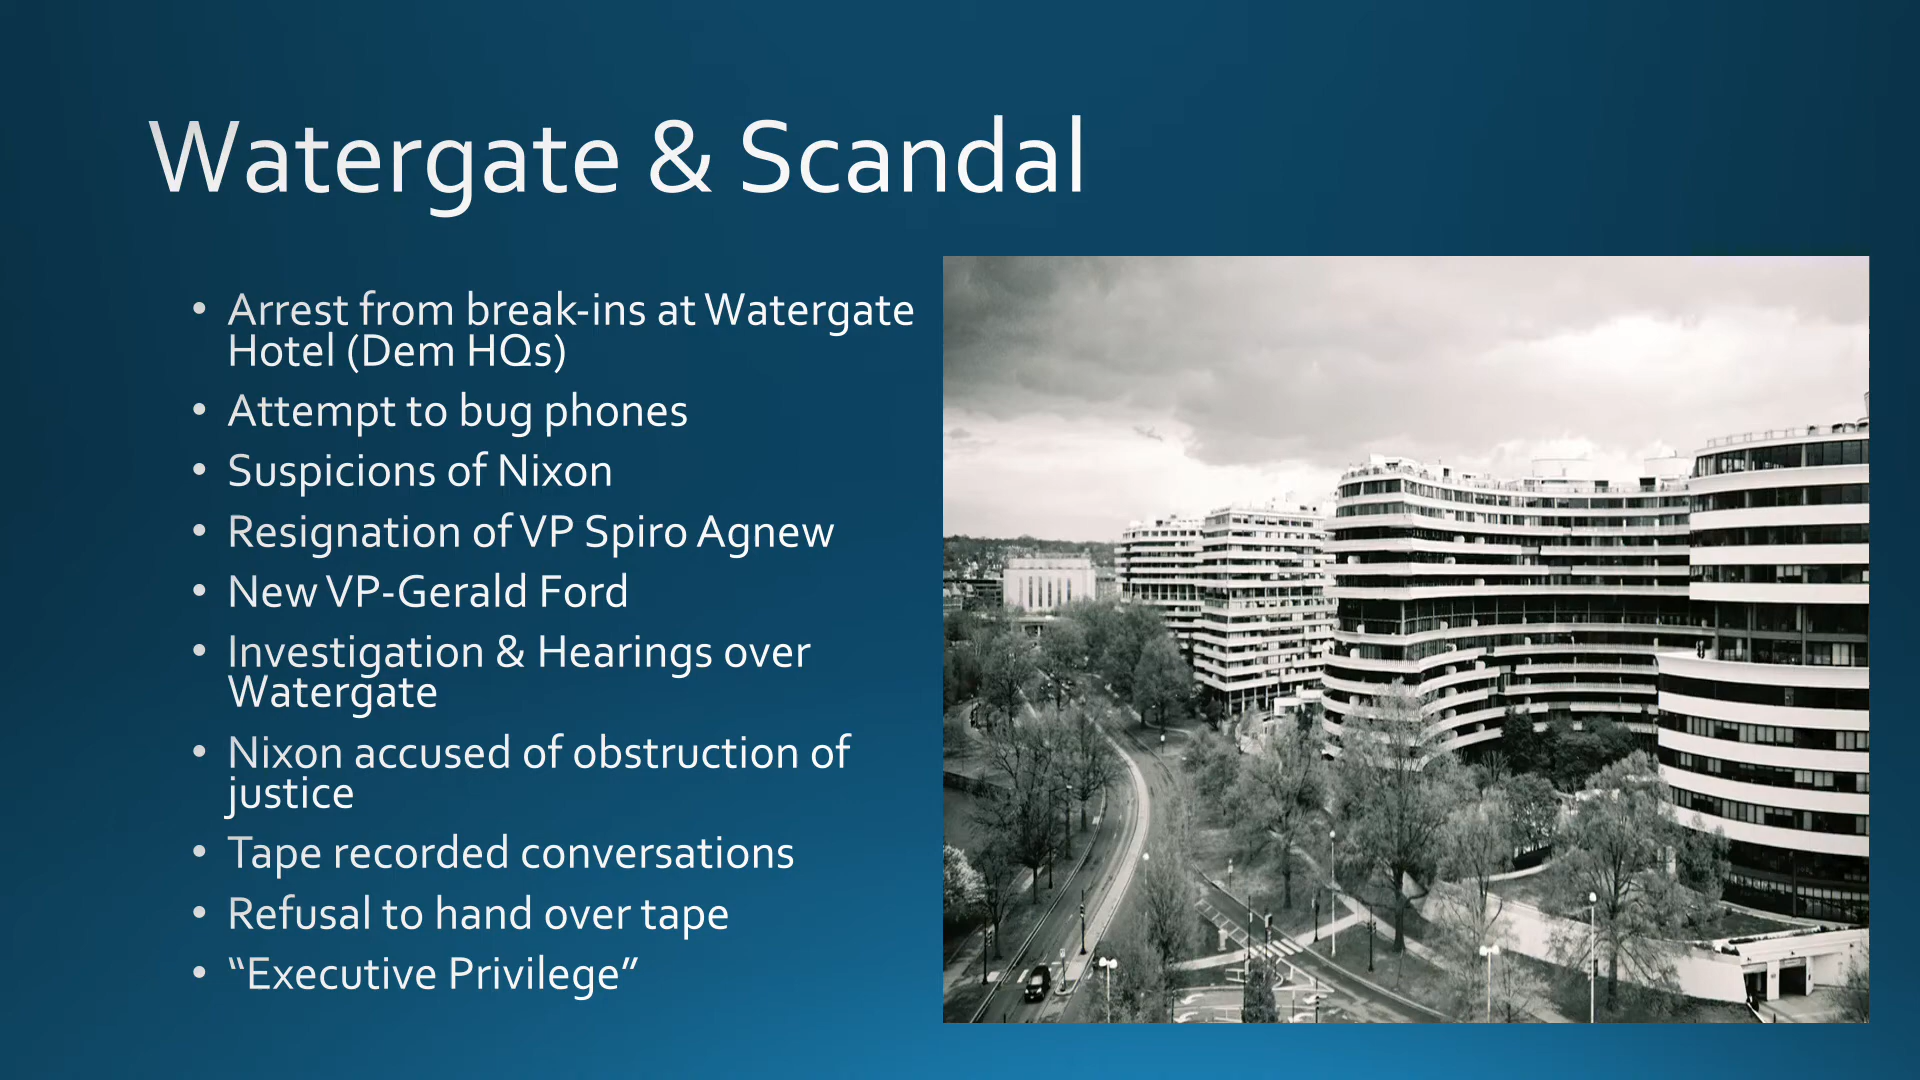 Watergate & Scandal
• Arrest from break-ins at Watergate
Hotel (Dem HQs)
• Attempt to bug phones
• Suspicions of Nixon
• Resignation of VP Spiro Agnew
• New VP-Gerald Ford
• Investigation & Hearings over
Watergate
• Nixon accused of obstruction of
justice
• Tape recorded conversations
• Refusal to hand over tape
• “Executive Privilege”